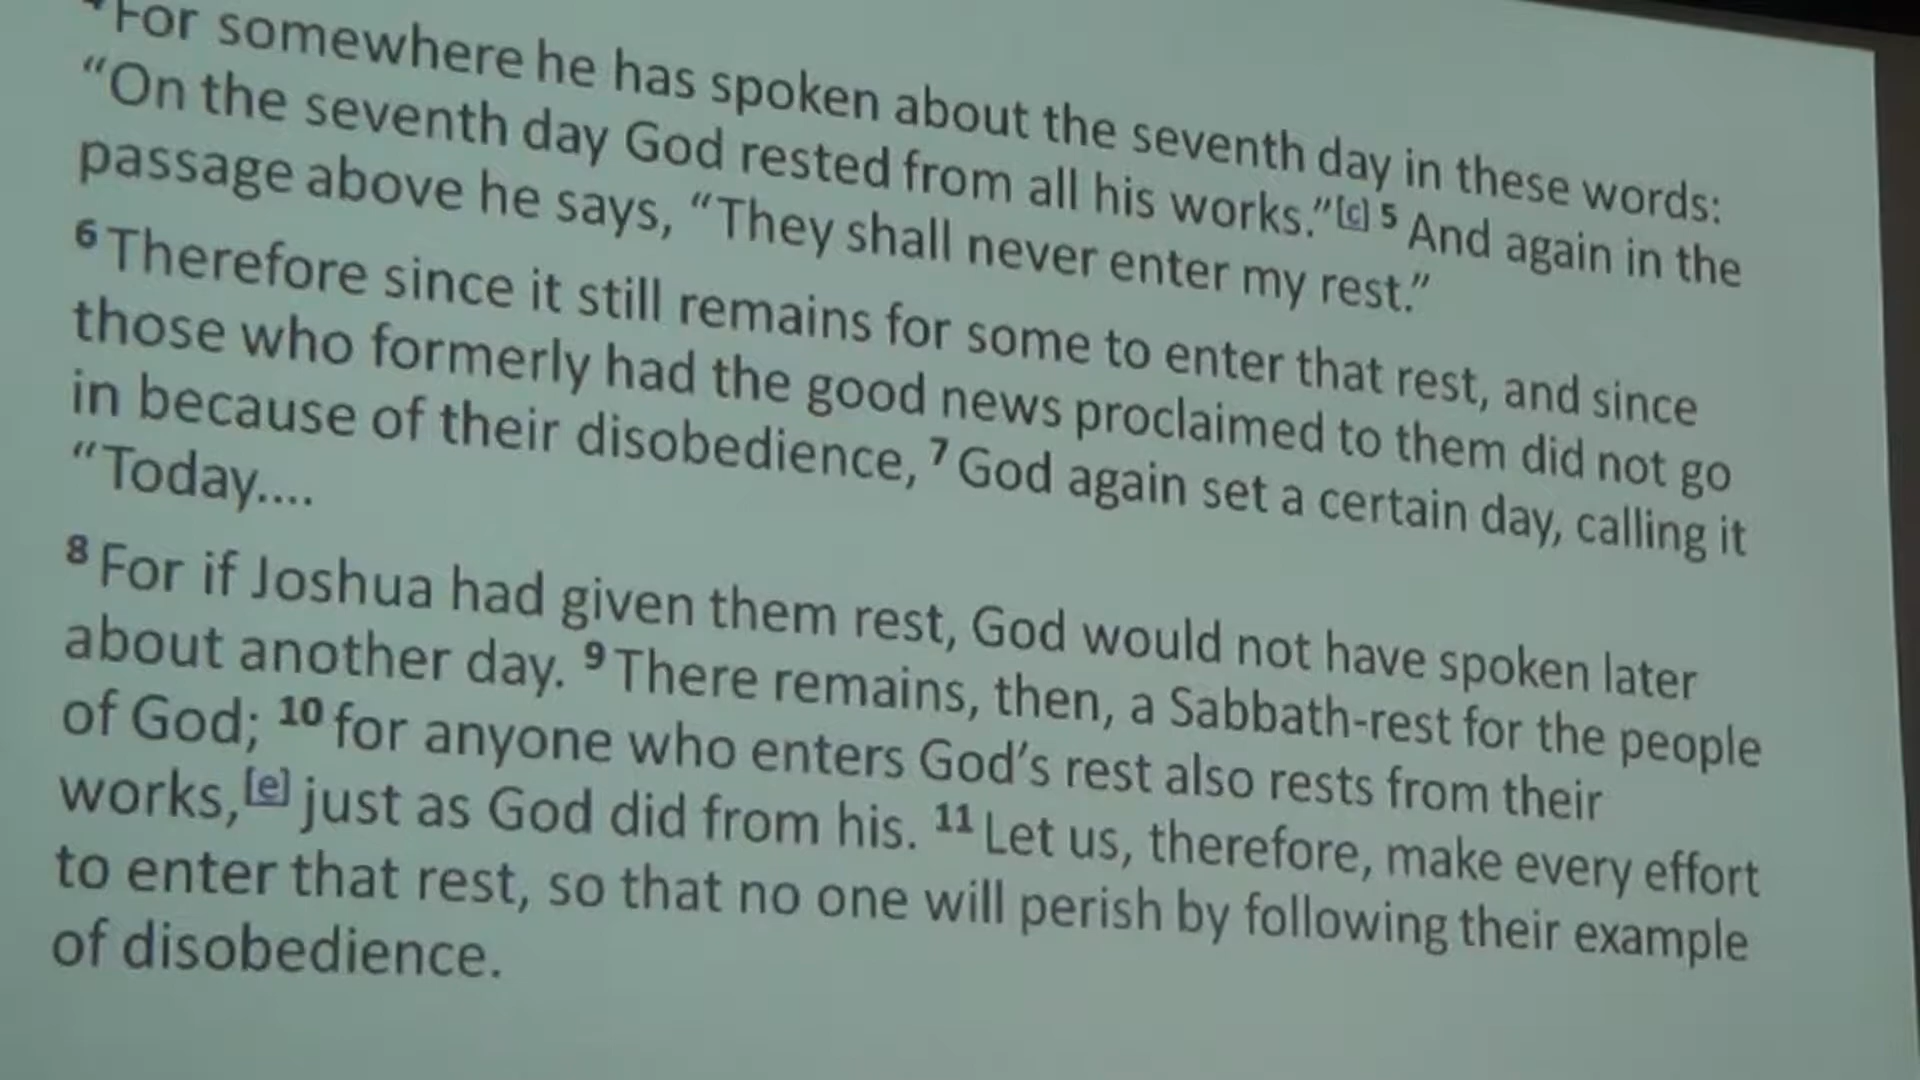 ⁴ For somewhere he has spoken about the seventh day in these words:
“On the seventh day God rested from all his works.”[c] ⁵ And again in the
passage above he says, “They shall never enter my rest.”
⁶ Therefore since it still remains for some to enter that rest, and since
those who formerly had the good news proclaimed to them did not go
in because of their disobedience, ⁷ God again set a certain day, calling it
“Today....
⁸ For if Joshua had given them rest, God would not have spoken later
about another day. ⁹ There remains, then, a Sabbath-rest for the people
of God; ¹⁰ for anyone who enters God’s rest also rests from their
works,[e] just as God did from his. ¹¹ Let us, therefore, make every effort
to enter that rest, so that no one will perish by following their example
of disobedience.